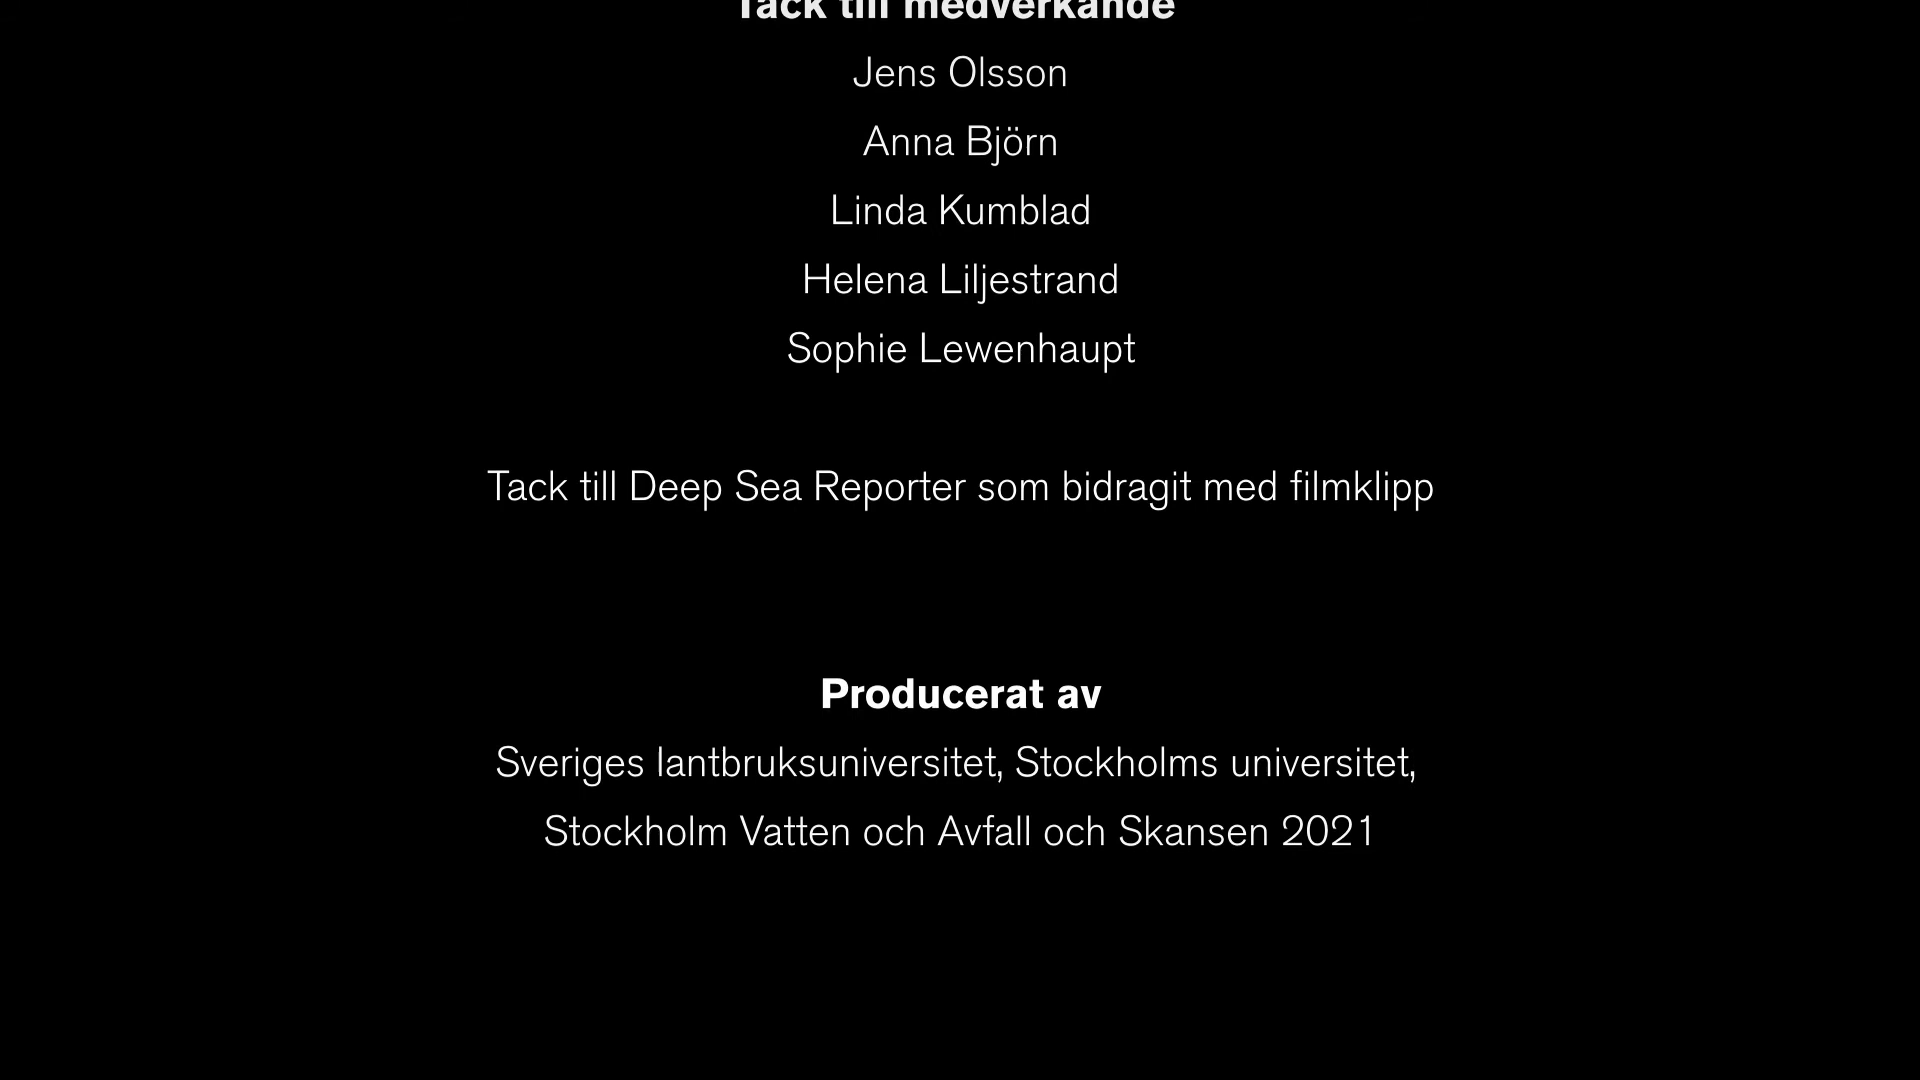 Tack till medverkande
Jens Olsson
Anna Björn
Linda Kumblad
Helena Liljestrand
Sophie Lewenhaupt
Tack till Deep Sea Reporter som bidragit med filmklipp
Producerat av
Sveriges lantbruksuniversitet, Stockholms universitet,
Stockholm Vatten och Avfall och Skansen 2021